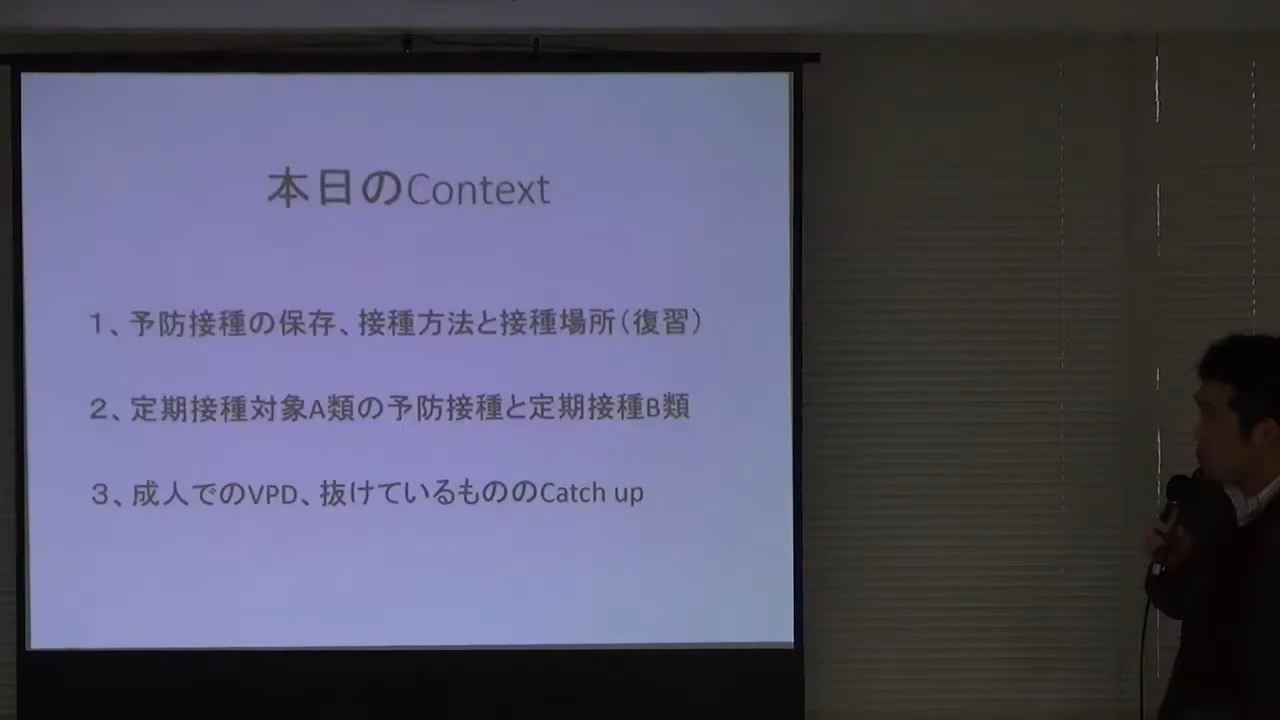 本日のContext
１、予防接種の保存、接種方法と接種場所（復習）
２、定期接種対象A類の予防接種と定期接種B類
３、成人でのVPD、抜けているもののCatch up